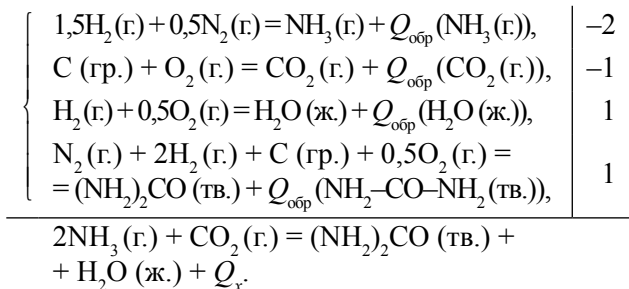 1,5H₂(г.) + 0,5N₂(г.) = NH₃(г.) + Qобр(NH₃(г.)), | –2
C (гр.) + O₂(г.) = CO₂(г.) + Qобр(CO₂(г.)), | –1
H₂(г.) + 0,5O₂(г.) = H₂O (ж.) + Qобр(H₂O (ж.)), | 1
N₂(г.) + 2H₂(г.) + C (гр.) + 0,5O₂(г.) =
= (NH₂)₂CO (тв.) + Qобр(NH₂–CO–NH₂(тв.)), | 1
2NH₃(г.) + CO₂(г.) = (NH₂)₂CO (тв.) +
+ H₂O (ж.) + Qₓ.